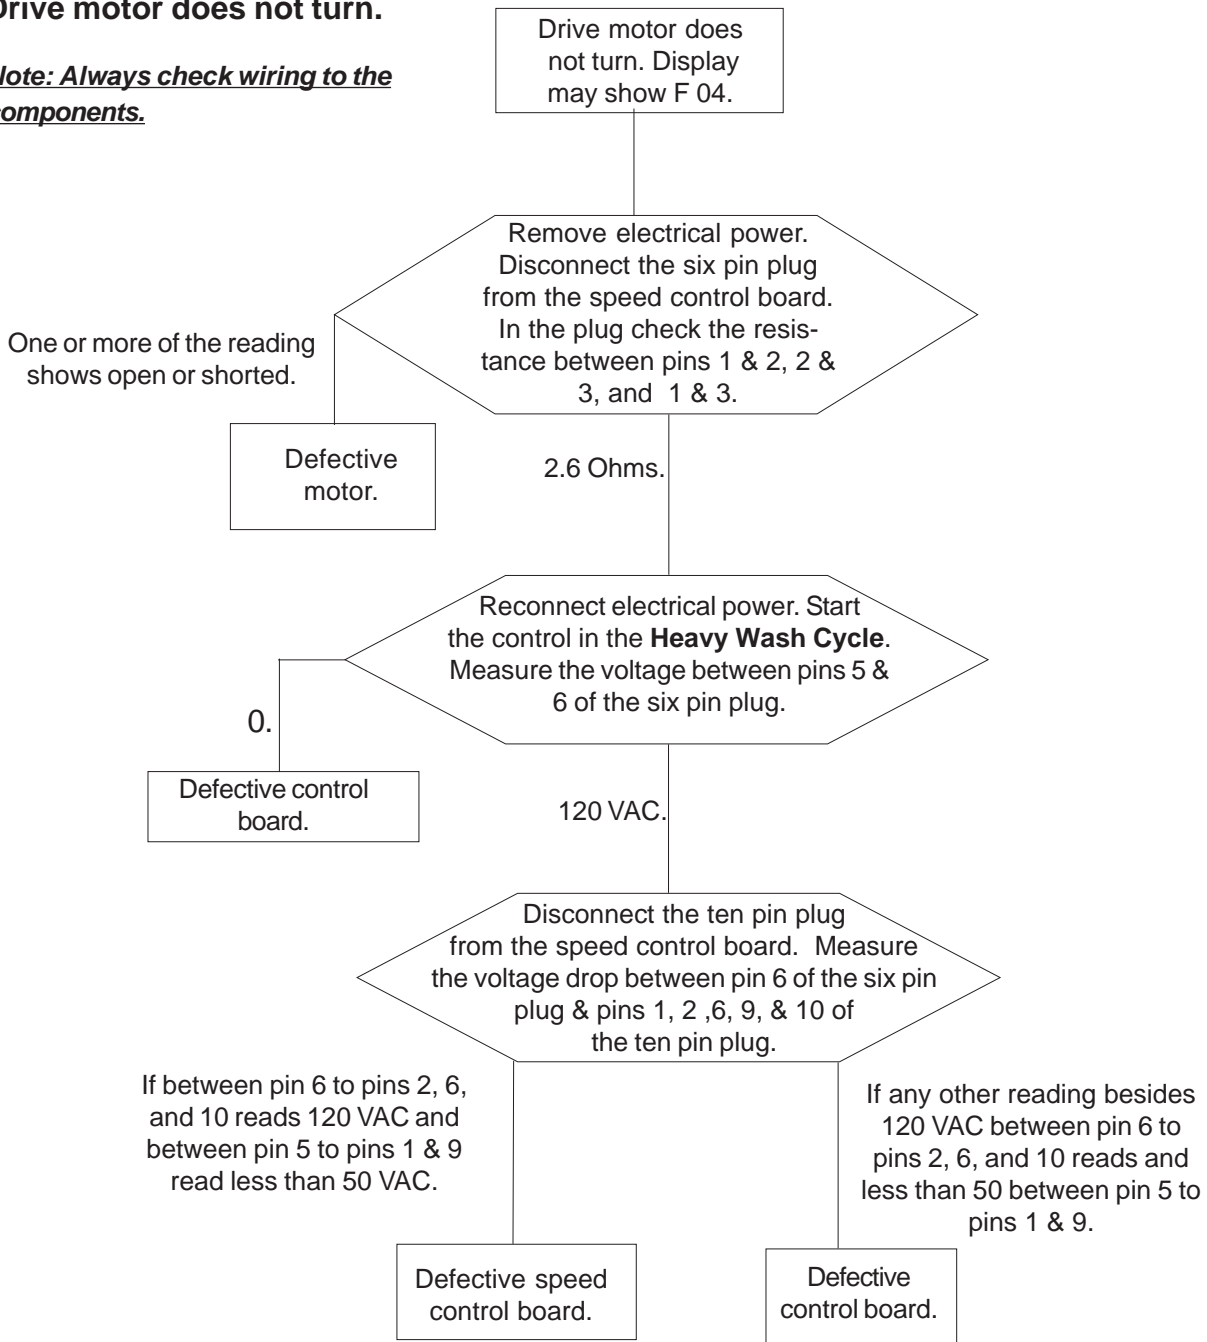 Drive motor does not turn.
Note: Always check wiring to the
components.
Drive motor does
not turn. Display
may show F 04.
Remove electrical power.
Disconnect the six pin plug
from the speed control board.
In the plug check the resis-
tance between pins 1 & 2, 2 &
3, and 1 & 3.
One or more of the reading
shows open or shorted.
Defective
motor.
2.6 Ohms.
Reconnect electrical power. Start
the control in the Heavy Wash Cycle.
Measure the voltage between pins 5 &
6 of the six pin plug.
0.
Defective control
board.
120 VAC.
Disconnect the ten pin plug
from the speed control board. Measure
the voltage drop between pin 6 of the six pin
plug & pins 1, 2 ,6, 9, & 10 of
the ten pin plug.
If between pin 6 to pins 2, 6,
and 10 reads 120 VAC and
between pin 5 to pins 1 & 9
read less than 50 VAC.
If any other reading besides
120 VAC between pin 6 to
pins 2, 6, and 10 reads and
less than 50 between pin 5 to
pins 1 & 9.
Defective speed
control board.
Defective
control board.